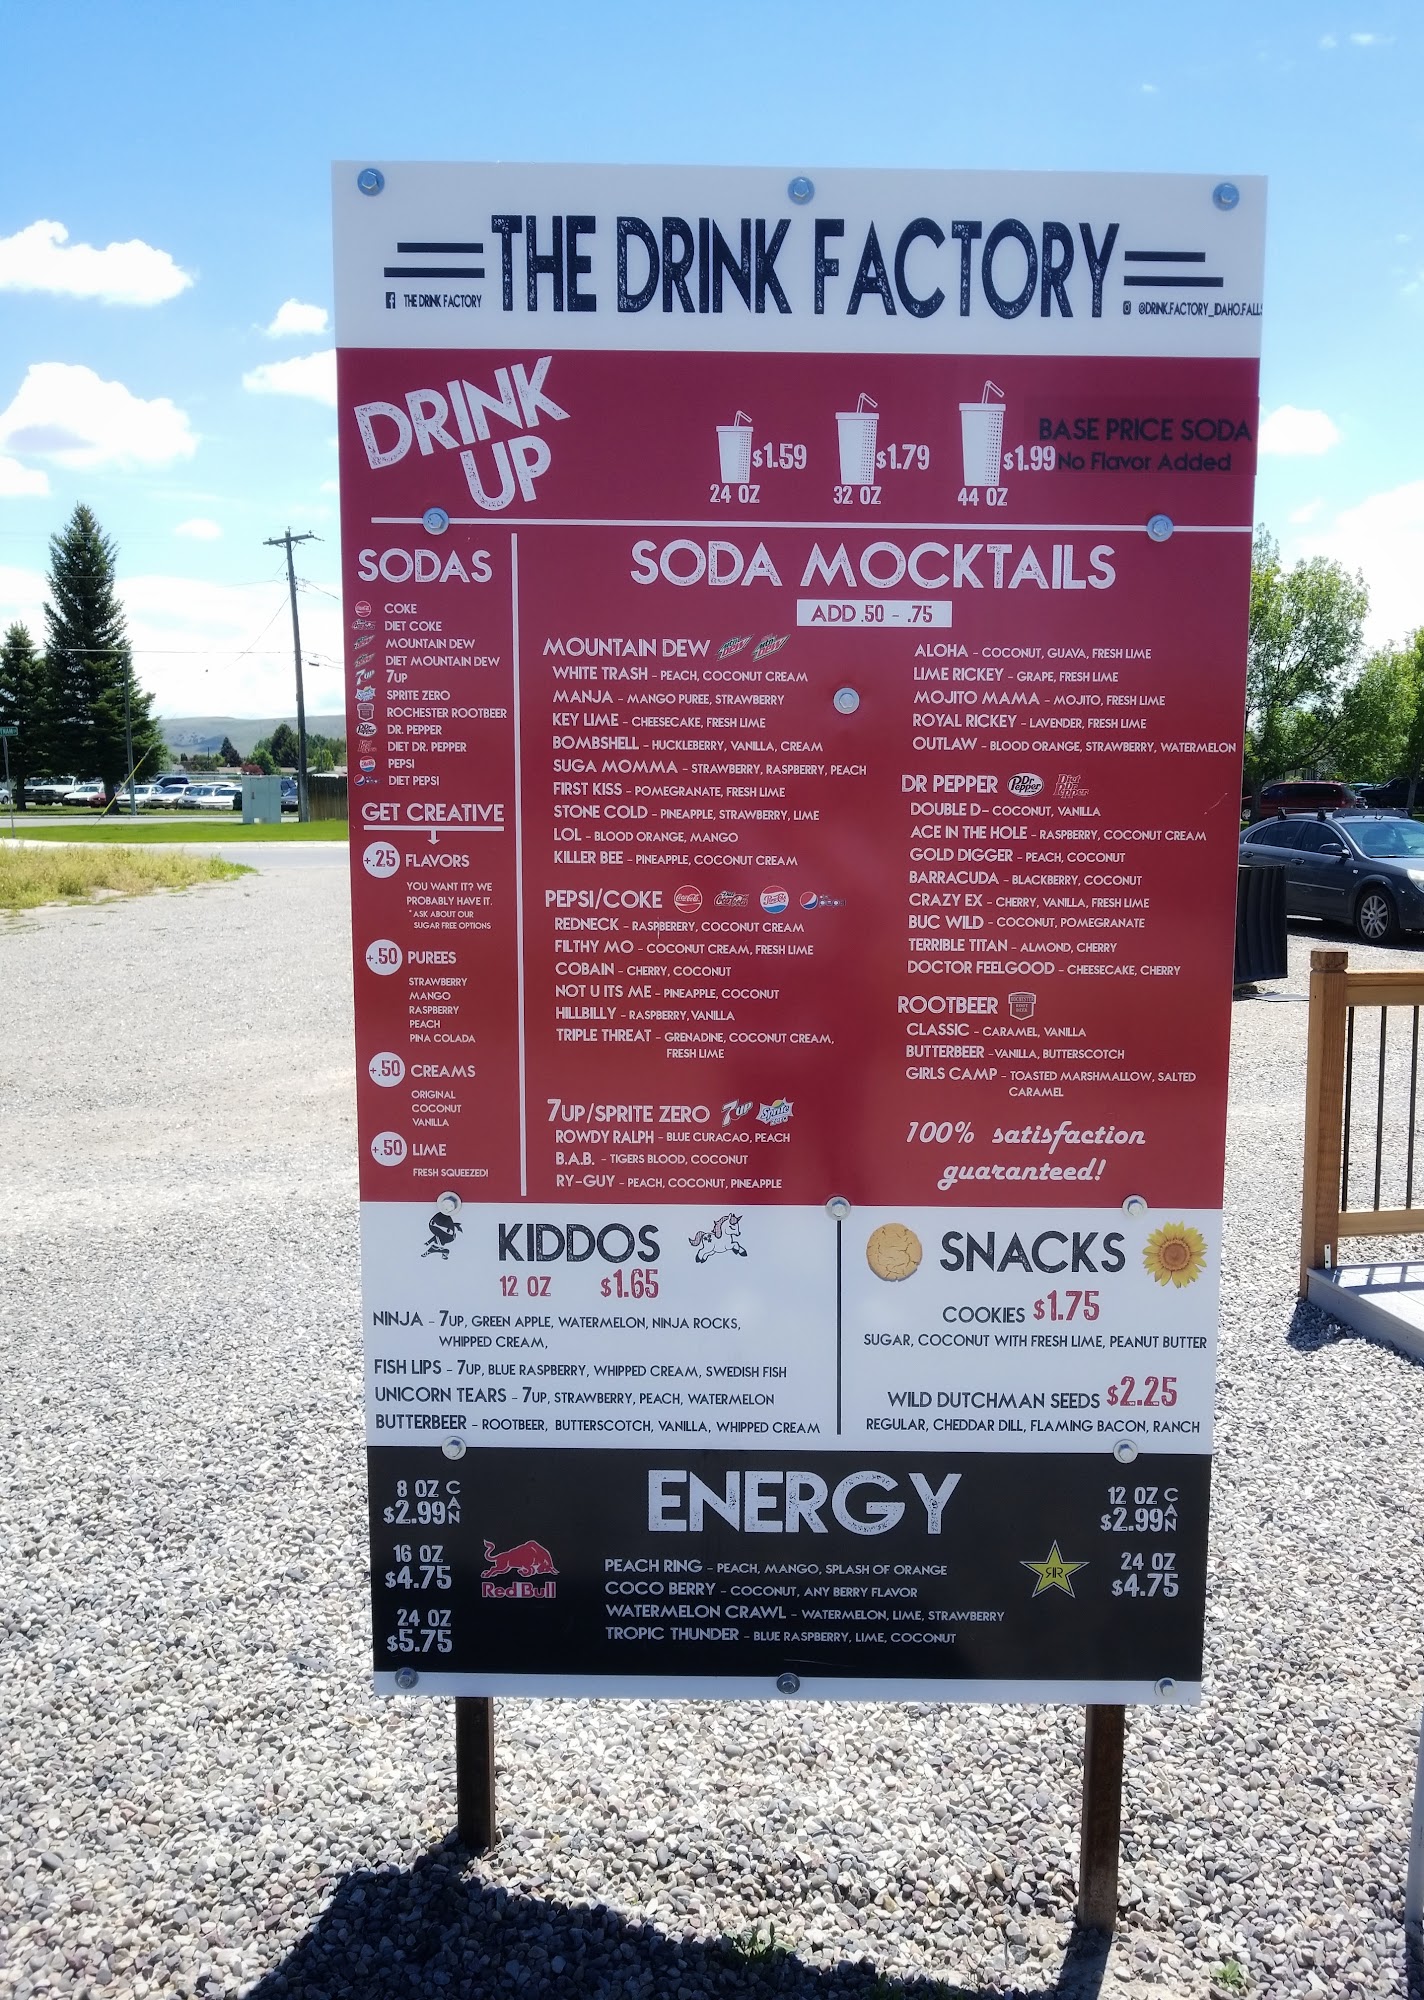 THE DRINK FACTORY
THE DRINK FACTORY
@DRINK.FACTORY_IDAHO.FALLS
DRINK
UP
$1.59
24 OZ
$1.79
32 OZ
$1.99
44 OZ
BASE PRICE SODA
No Flavor Added
SODAS
COKE
DIET COKE
MOUNTAIN DEW
DIET MOUNTAIN DEW
7UP
SPRITE ZERO
ROCHESTER ROOTBEER
DR. PEPPER
DIET DR. PEPPER
PEPSI
DIET PEPSI
GET CREATIVE
+.25 FLAVORS
YOU WANT IT? WE
PROBABLY HAVE IT.
*ASK ABOUT OUR
SUGAR FREE OPTIONS
+.50 PUREES
STRAWBERRY
MANGO
RASPBERRY
PEACH
PINA COLADA
+.50 CREAMS
ORIGINAL
COCONUT
VANILLA
+.50 LIME
FRESH SQUEEZED!
SODA MOCKTAILS
ADD .50 - .75
MOUNTAIN DEW
WHITE TRASH - PEACH, COCONUT CREAM
MANJA - MANGO PUREE, STRAWBERRY
KEY LIME - CHEESECAKE, FRESH LIME
BOMBSHELL - HUCKLEBERRY, VANILLA, CREAM
SUGA MOMMA - STRAWBERRY, RASPBERRY, PEACH
FIRST KISS - POMEGRANATE, FRESH LIME
STONE COLD - PINEAPPLE, STRAWBERRY, LIME
LOL - BLOOD ORANGE, MANGO
KILLER BEE - PINEAPPLE, COCONUT CREAM
PEPSI/COKE
REDNECK - RASPBERERY, COCONUT CREAM
FILTHY MO - COCONUT CREAM, FRESH LIME
COBAIN - CHERRY, COCONUT
NOT U ITS ME - PINEAPPLE, COCONUT
HILLBILLY - RASPBERRY, VANILLA
TRIPLE THREAT - GRENADINE, COCONUT CREAM,
FRESH LIME
7UP/SPRITE ZERO 7UP Sprite
ROWDY RALPH - BLUE CURACAO, PEACH
B.A.B. - TIGERS BLOOD, COCONUT
RY-GUY - PEACH, COCONUT, PINEAPPLE
ALOHA - COCONUT, GUAVA, FRESH LIME
LIME RICKEY - GRAPE, FRESH LIME
MOJITO MAMA - MOJITO, FRESH LIME
ROYAL RICKEY - LAVENDER, FRESH LIME
OUTLAW - BLOOD ORANGE, STRAWBERRY, WATERMELON
DR PEPPER Dr Pepper Diet Dr Pepper
DOUBLE D- COCONUT, VANILLA
ACE IN THE HOLE - RASPBERRY, COCONUT CREAM
GOLD DIGGER - PEACH, COCONUT
BARRACUDA - BLACKBERRY, COCONUT
CRAZY EX - CHERRY, VANILLA, FRESH LIME
BUC WILD - COCONUT, POMEGRANATE
TERRIBLE TITAN - ALMOND, CHERRY
DOCTOR FEELGOOD - CHEESECAKE, CHERRY
ROOTBEER
CLASSIC - CARAMEL, VANILLA
BUTTERBEER -VANILLA, BUTTERSCOTCH
GIRLS CAMP - TOASTED MARSHMALLOW, SALTED
CARAMEL
100% satisfaction
guaranteed!
KIDDOS
12 OZ $1.65
NINJA - 7UP, GREEN APPLE, WATERMELON, NINJA ROCKS,
WHIPPED CREAM,
FISH LIPS - 7UP, BLUE RASPBERRY, WHIPPED CREAM, SWEDISH FISH
UNICORN TEARS - 7UP, STRAWBERRY, PEACH, WATERMELON
BUTTERBEER - ROOTBEER, BUTTERSCOTCH, VANILLA, WHIPPED CREAM
SNACKS
COOKIES $1.75
SUGAR, COCONUT WITH FRESH LIME, PEANUT BUTTER
WILD DUTCHMAN SEEDS $2.25
REGULAR, CHEDDAR DILL, FLAMING BACON, RANCH
ENERGY
8 OZ CAN
$2.99
16 OZ
$4.75
24 OZ
$5.75
Red Bull
PEACH RING - PEACH, MANGO, SPLASH OF ORANGE
COCO BERRY - COCONUT, ANY BERRY FLAVOR
WATERMELON CRAWL - WATERMELON, LIME, STRAWBERRY
TROPIC THUNDER - BLUE RASPBERRY, LIME, COCONUT
12 OZ CAN
$2.99
24 OZ
$4.75